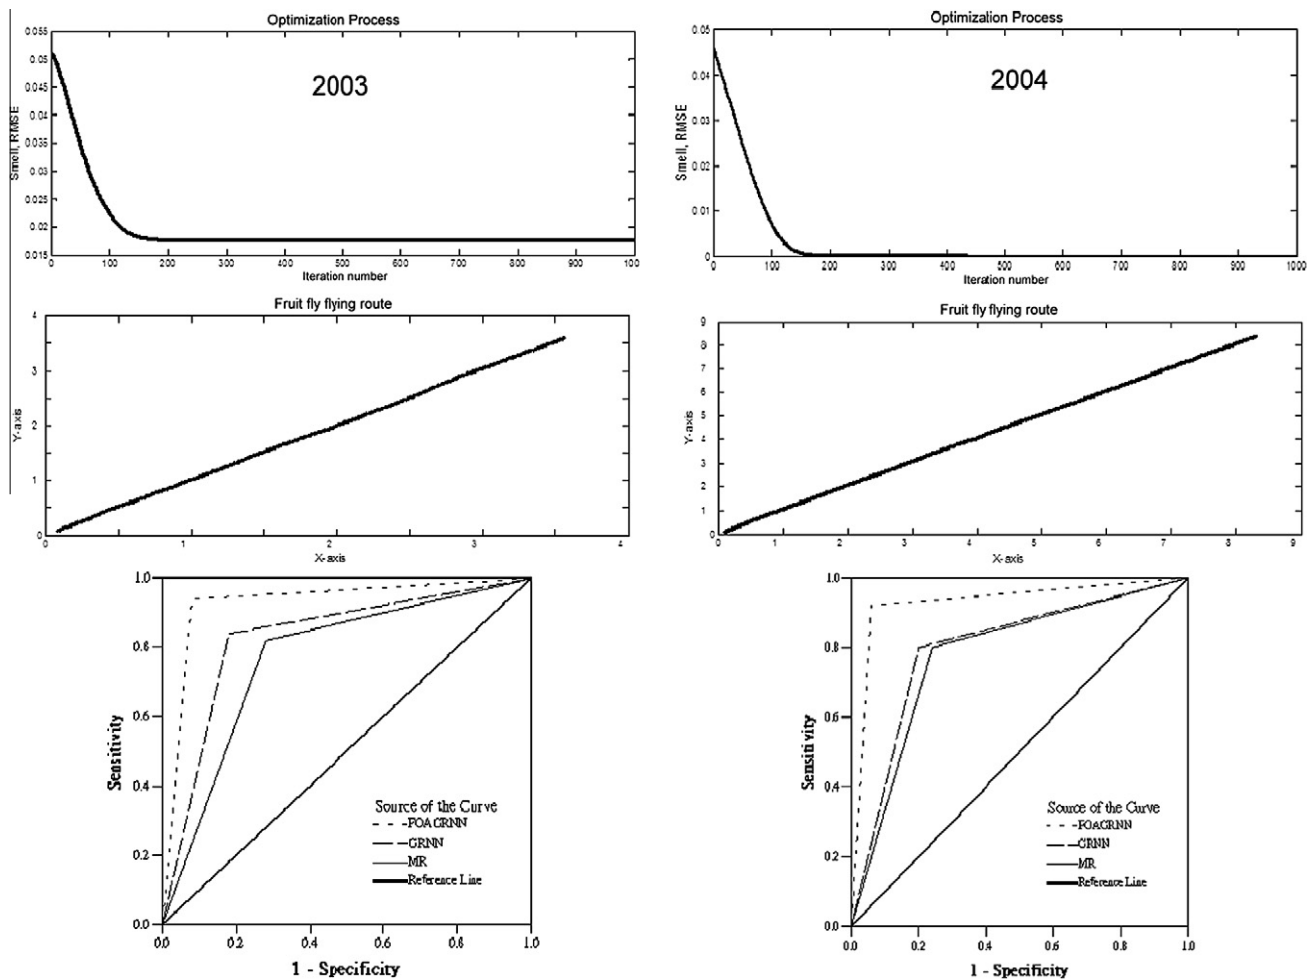 Optimization Process
2003
Smell, RMSE
0.055
0.05
0.045
0.04
0.035
0.03
0.025
0.02
0.015
0 100 200 300 400 500 600 700 800 900 100
Iteration number
Optimization Process
2004
Smell, RMSE
0.05
0.04
0.03
0.02
0.01
0
0 100 200 300 400 500 600 700 800 900 1000
Iteration number
Fruit fly flying route
Y-axis
4
3
2
1
0
0 1 2 3 4
X-axis
Fruit fly flying route
Y-axis
9
8
7
6
5
4
3
2
1
0
0 1 2 3 4 5 6 7 8 9
X-axis
Sensitivity
1.0
0.8
0.6
0.4
0.2
0.0
Source of the Curve
FOAGRNN
GRNN
MR
Reference Line
0.0 0.2 0.4 0.6 0.8 1.0
1 - Specificity
Sensitivity
1.0
0.8
0.6
0.4
0.2
0.0
Source of the Curve
FOAGRNN
GRNN
MR
Reference Line
0.0 0.2 0.4 0.6 0.8 1.0
1 - Specificity